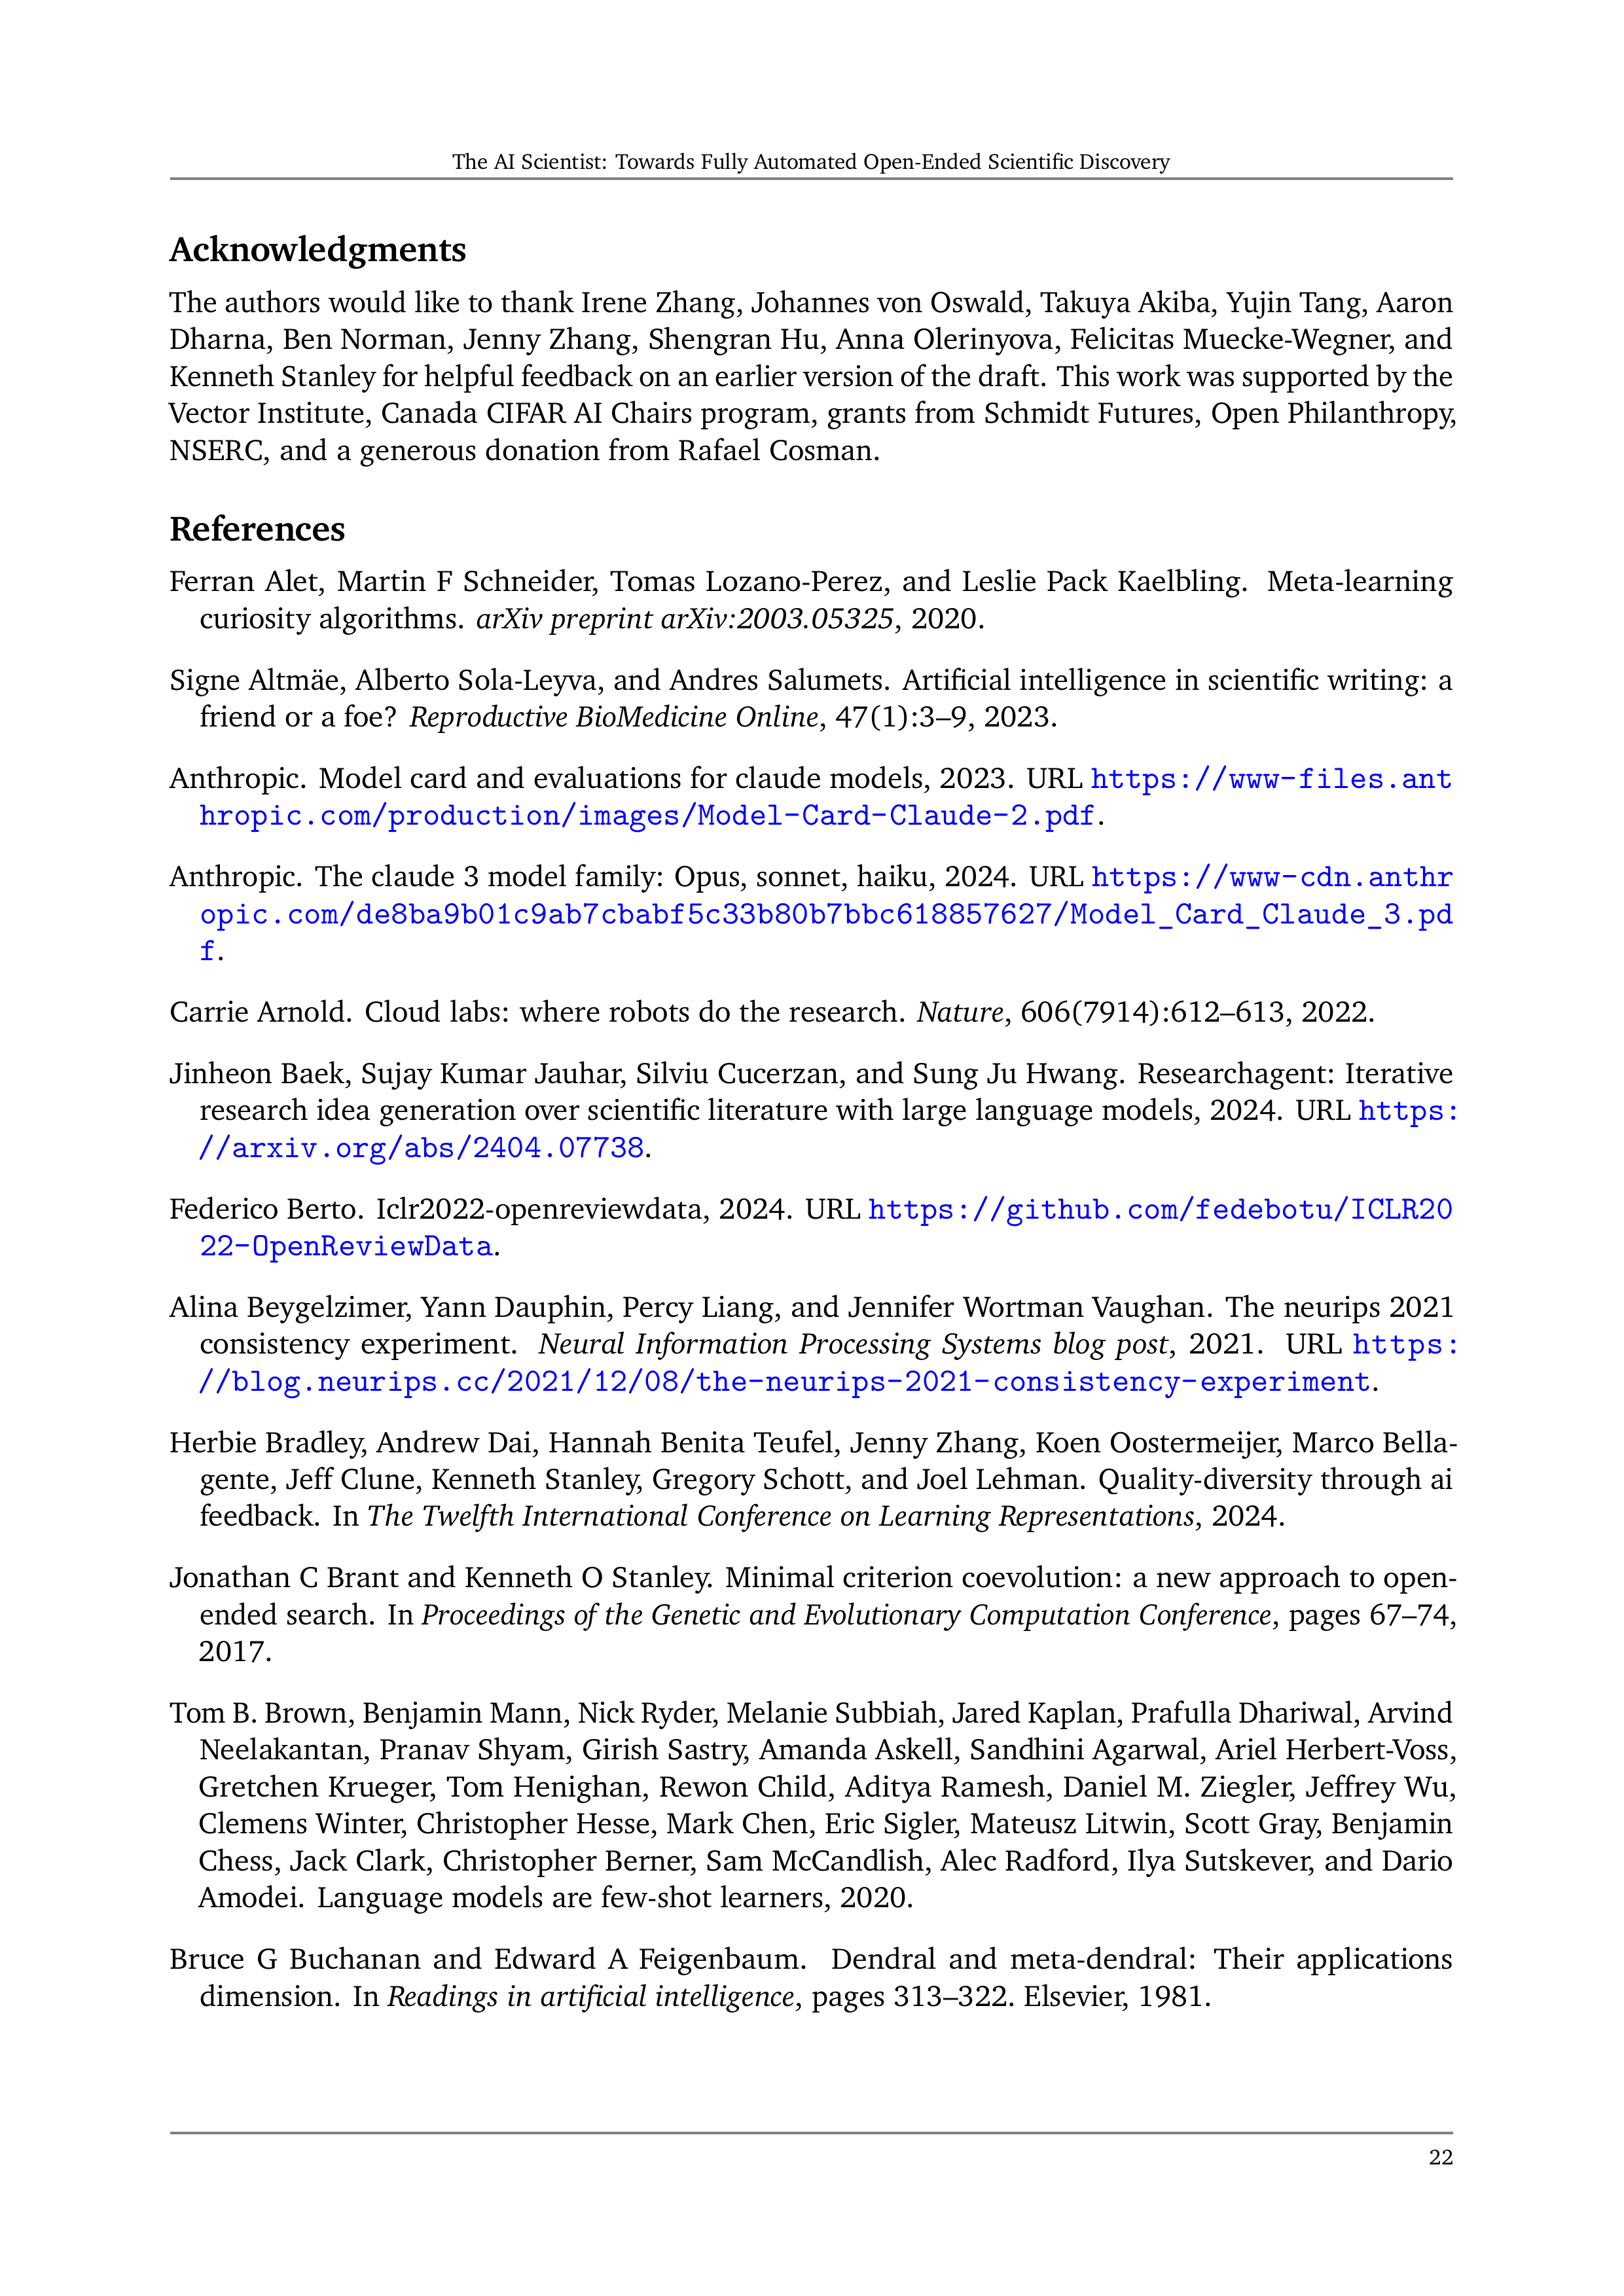 The AI Scientist: Towards Fully Automated Open-Ended Scientific Discovery
Acknowledgments
The authors would like to thank Irene Zhang, Johannes von Oswald, Takuya Akiba, Yujin Tang, Aaron
Dharna, Ben Norman, Jenny Zhang, Shengran Hu, Anna Olerinyova, Felicitas Muecke-Wegner, and
Kenneth Stanley for helpful feedback on an earlier version of the draft. This work was supported by the
Vector Institute, Canada CIFAR AI Chairs program, grants from Schmidt Futures, Open Philanthropy,
NSERC, and a generous donation from Rafael Cosman.
References
Ferran Alet, Martin F Schneider, Tomas Lozano-Perez, and Leslie Pack Kaelbling. Meta-learning
curiosity algorithms. arXiv preprint arXiv:2003.05325, 2020.
Signe Altmäe, Alberto Sola-Leyva, and Andres Salumets. Artificial intelligence in scientific writing: a
friend or a foe? Reproductive BioMedicine Online, 47(1):3–9, 2023.
Anthropic. Model card and evaluations for claude models, 2023. URL https://www-files.ant
hropic.com/production/images/Model-Card-Claude-2.pdf.
Anthropic. The claude 3 model family: Opus, sonnet, haiku, 2024. URL https://www-cdn.anthr
opic.com/de8ba9b01c9ab7cbabf5c33b80b7bbc618857627/Model_Card_Claude_3.pd
f.
Carrie Arnold. Cloud labs: where robots do the research. Nature, 606(7914):612–613, 2022.
Jinheon Baek, Sujay Kumar Jauhar, Silviu Cucerzan, and Sung Ju Hwang. Researchagent: Iterative
research idea generation over scientific literature with large language models, 2024. URL https:
//arxiv.org/abs/2404.07738.
Federico Berto. Iclr2022-openreviewdata, 2024. URL https://github.com/fedebotu/ICLR20
22-OpenReviewData.
Alina Beygelzimer, Yann Dauphin, Percy Liang, and Jennifer Wortman Vaughan. The neurips 2021
consistency experiment. Neural Information Processing Systems blog post, 2021. URL https:
//blog.neurips.cc/2021/12/08/the-neurips-2021-consistency-experiment.
Herbie Bradley, Andrew Dai, Hannah Benita Teufel, Jenny Zhang, Koen Oostermeijer, Marco Bella-
gente, Jeff Clune, Kenneth Stanley, Gregory Schott, and Joel Lehman. Quality-diversity through ai
feedback. In The Twelfth International Conference on Learning Representations, 2024.
Jonathan C Brant and Kenneth O Stanley. Minimal criterion coevolution: a new approach to open-
ended search. In Proceedings of the Genetic and Evolutionary Computation Conference, pages 67–74,
2017.
Tom B. Brown, Benjamin Mann, Nick Ryder, Melanie Subbiah, Jared Kaplan, Prafulla Dhariwal, Arvind
Neelakantan, Pranav Shyam, Girish Sastry, Amanda Askell, Sandhini Agarwal, Ariel Herbert-Voss,
Gretchen Krueger, Tom Henighan, Rewon Child, Aditya Ramesh, Daniel M. Ziegler, Jeffrey Wu,
Clemens Winter, Christopher Hesse, Mark Chen, Eric Sigler, Mateusz Litwin, Scott Gray, Benjamin
Chess, Jack Clark, Christopher Berner, Sam McCandlish, Alec Radford, Ilya Sutskever, and Dario
Amodei. Language models are few-shot learners, 2020.
Bruce G Buchanan and Edward A Feigenbaum. Dendral and meta-dendral: Their applications
dimension. In Readings in artificial intelligence, pages 313–322. Elsevier, 1981.
22